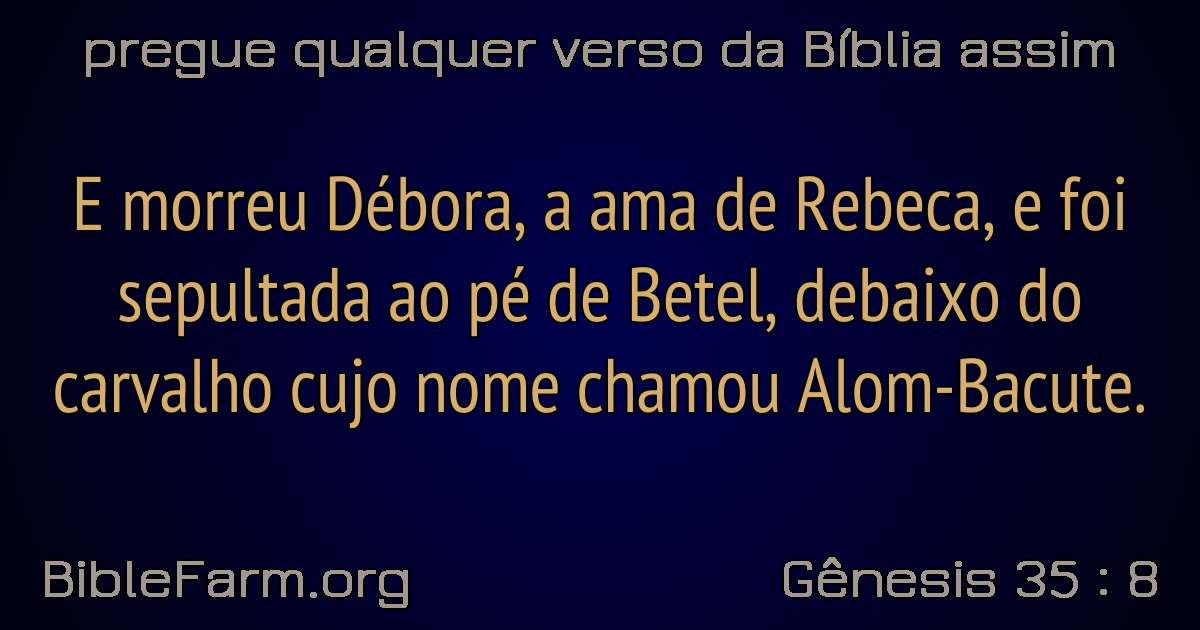 pregue qualquer verso da Bíblia assim
E morreu Débora, a ama de Rebeca, e foi
sepultada ao pé de Betel, debaixo do
carvalho cujo nome chamou Alom-Bacute.
BibleFarm.org
Gênesis 35 : 8